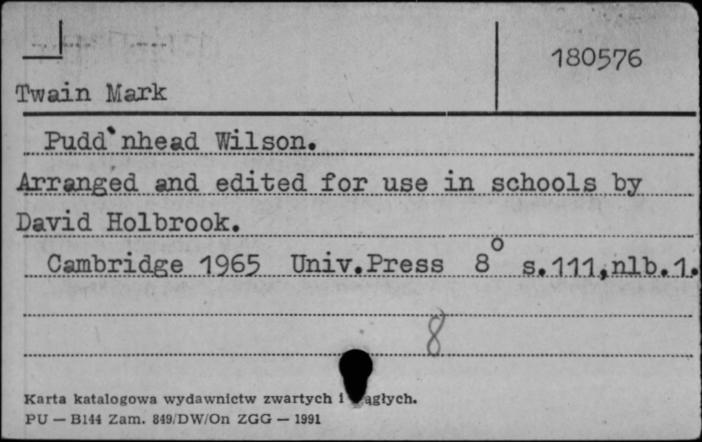 180576
Twain Mark
Pudd'nhead Wilson.
Arranged and edited for use in schools by
David Holbrook.
Cambridge 1965 Univ.Press 8° s.111,nlb.1.
8
Karta katalogowa wydawnictw zwartych i ągłych.
PU — B144 Zam. 849/DW/On ZGG — 1991